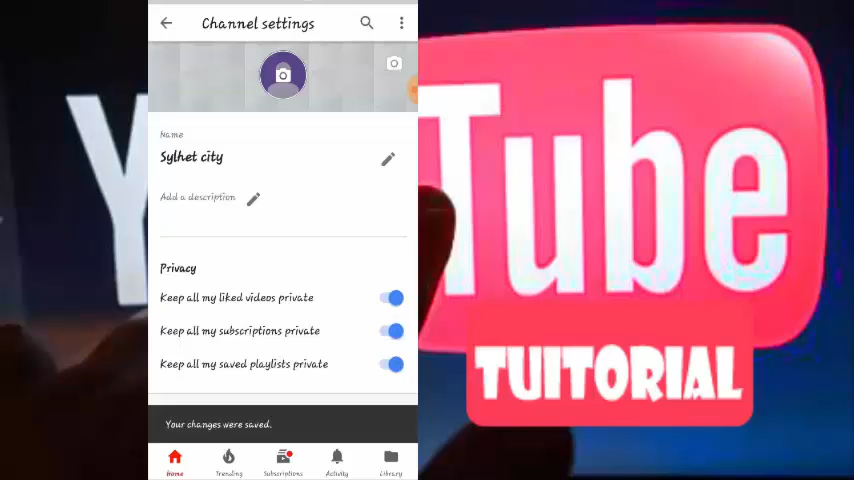 Channel settings
Name
Sylhet city
Add a description
Privacy
Keep all my liked videos private
Keep all my subscriptions private
Keep all my saved playlists private
Your changes were saved.
Home
Trending
Subscriptions
Activity
Library
Y
Tube
TUITORIAL